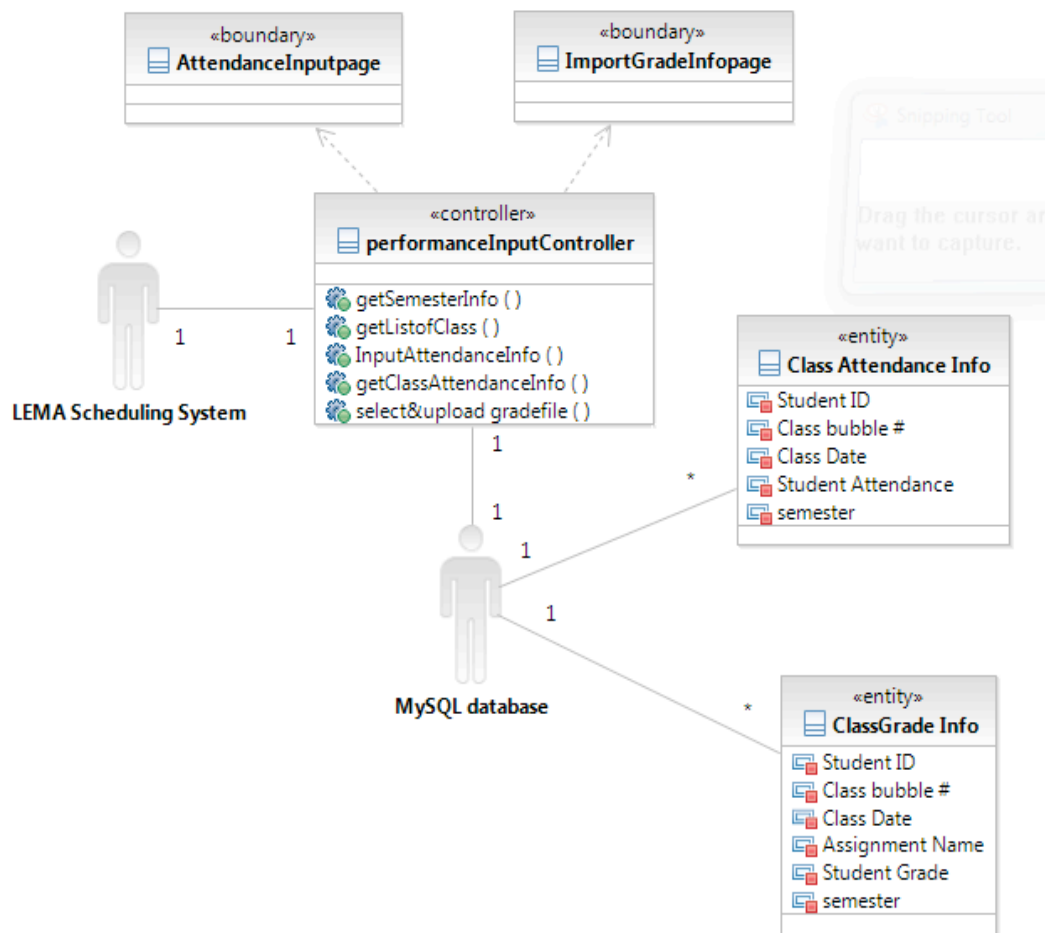 «boundary»
AttendanceInputpage
«boundary»
ImportGradeInfopage
Snipping Tool
Drag the cursor ar
want to capture.
«controller»
performanceInputController
getSemesterInfo ( )
getListofClass ( )
InputAttendanceInfo ( )
getClassAttendanceInfo ( )
select&upload gradefile ( )
1
1
LEMA Scheduling System
«entity»
Class Attendance Info
Student ID
Class bubble #
Class Date
Student Attendance
semester
1
1
1
*
1
*
MySQL database
«entity»
ClassGrade Info
Student ID
Class bubble #
Class Date
Assignment Name
Student Grade
semester